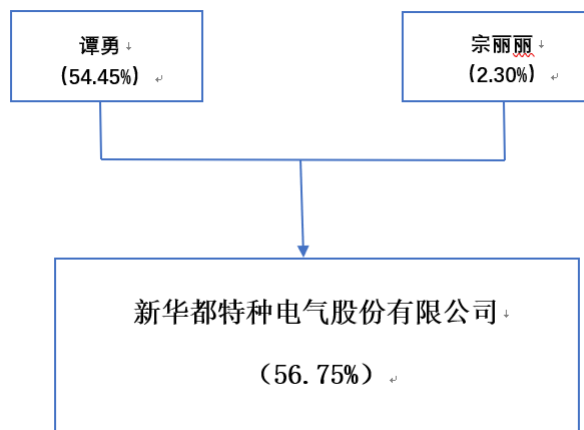 谭勇
(54.45%)
宗丽丽
(2.30%)
新华都特种电气股份有限公司
（56.75%）